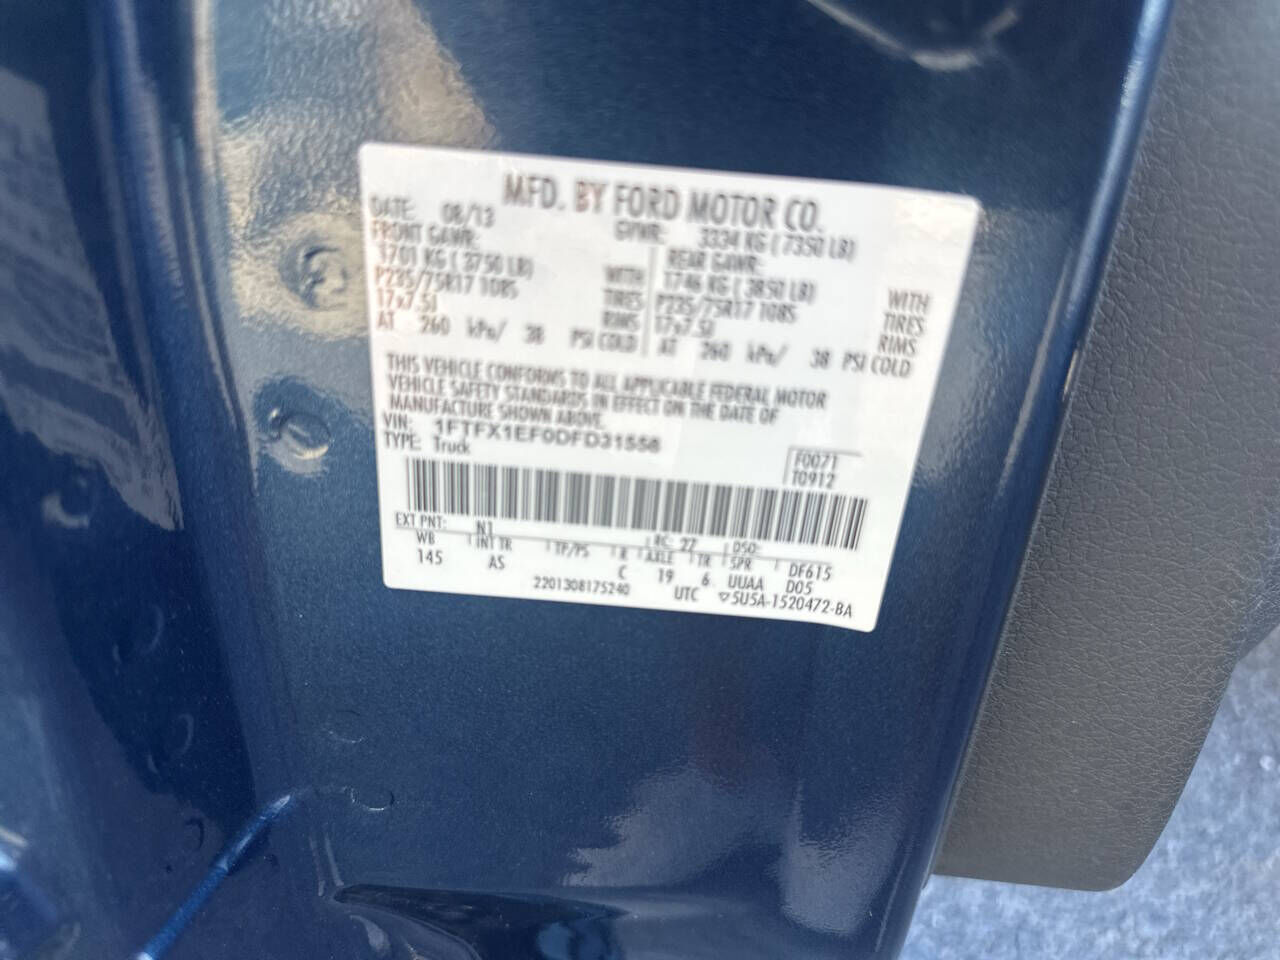 MFD. BY FORD MOTOR CO.
DATE: 08/13 GVWR: 3334 KG (7350 LB)
FRONT GAWR: REAR GAWR:
1701 KG (3750 LB) WITH 1746 KG (3850 LB) WITH
P235/75R17 108S TIRES P235/75R17 108S TIRES
17x7.5J RIMS 17x7.5J RIMS
AT 260 kPa/ 38 PSI COLD AT 260 kPa/ 38 PSI COLD
THIS VEHICLE CONFORMS TO ALL APPLICABLE FEDERAL MOTOR
VEHICLE SAFETY STANDARDS IN EFFECT ON THE DATE OF
MANUFACTURE SHOWN ABOVE.
VIN: 1FTFX1EF0DFD31558
TYPE: Truck
F0071
T0912
EXT PNT: N1 RC: 27 DSO:
WB INT TR TP/PS R AXLE TR SPR DF615
145 AS C 19 6 UUAA D05
2201308175240 UTC ▽5U5A-1520472-BA